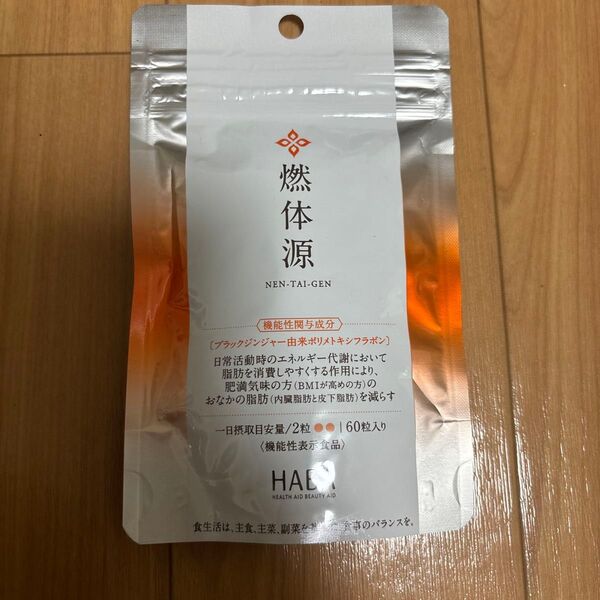 燃体源
NEN-TAI-GEN
機能性関与成分
[ブラックジンジャー由来ポリメトキシフラボン]
日常活動時のエネルギー代謝において
脂肪を消費しやすくする作用により、
肥満気味の方(BMIが高めの方)の
おなかの脂肪(内臓脂肪と皮下脂肪)を減らす
一日摂取目安量/2粒 | 60粒入り
〈機能性表示食品〉
HABA
HEALTH AID BEAUTY AID
食生活は、主食、主菜、副菜を基本に、食事のバランスを。